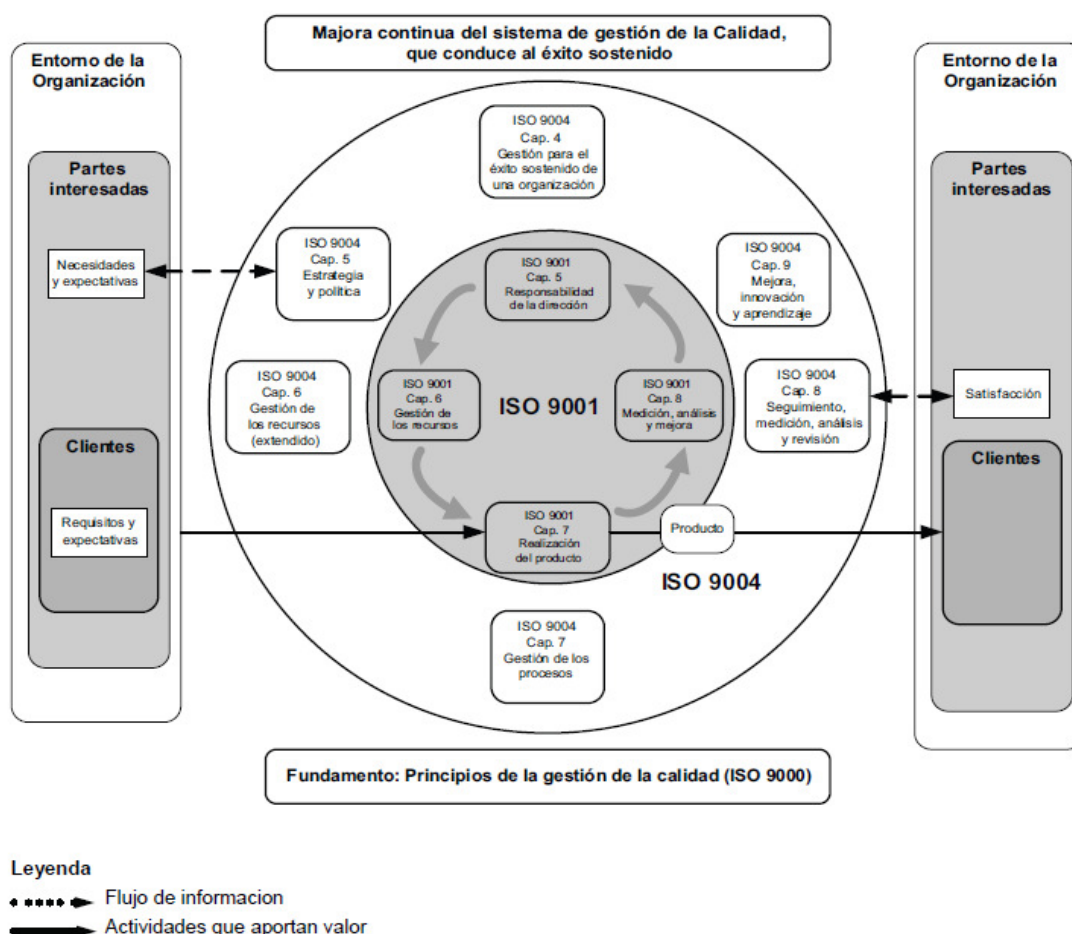 Majora continua del sistema de gestión de la Calidad,
que conduce al éxito sostenido
Entorno de la
Organización
Partes
interesadas
Necesidades
y expectativas
Clientes
Requisitos y
expectativas
ISO 9004
Cap. 4
Gestión para el
éxito sostenido de
una organización
ISO 9004
Cap. 5
Estrategia
y política
ISO 9004
Cap. 6
Gestión de
los recursos
(extendido)
ISO 9001
Cap. 5
Responsabilidad
de la dirección
ISO 9001
Cap. 6
Gestión de
los recursos
ISO 9001
ISO 9001
Cap. 8
Medición, análisis
y mejora
ISO 9001
Cap. 7
Realización
del producto
Producto
ISO 9004
ISO 9004
Cap. 7
Gestión de los
procesos
ISO 9004
Cap. 9
Mejora,
innovación
y aprendizaje
ISO 9004
Cap. 8
Seguimiento,
medición, análisis
y revisión
Entorno de la
Organización
Partes
interesadas
Satisfacción
Clientes
Fundamento: Principios de la gestión de la calidad (ISO 9000)
Leyenda
Flujo de informacion
Actividades que aportan valor